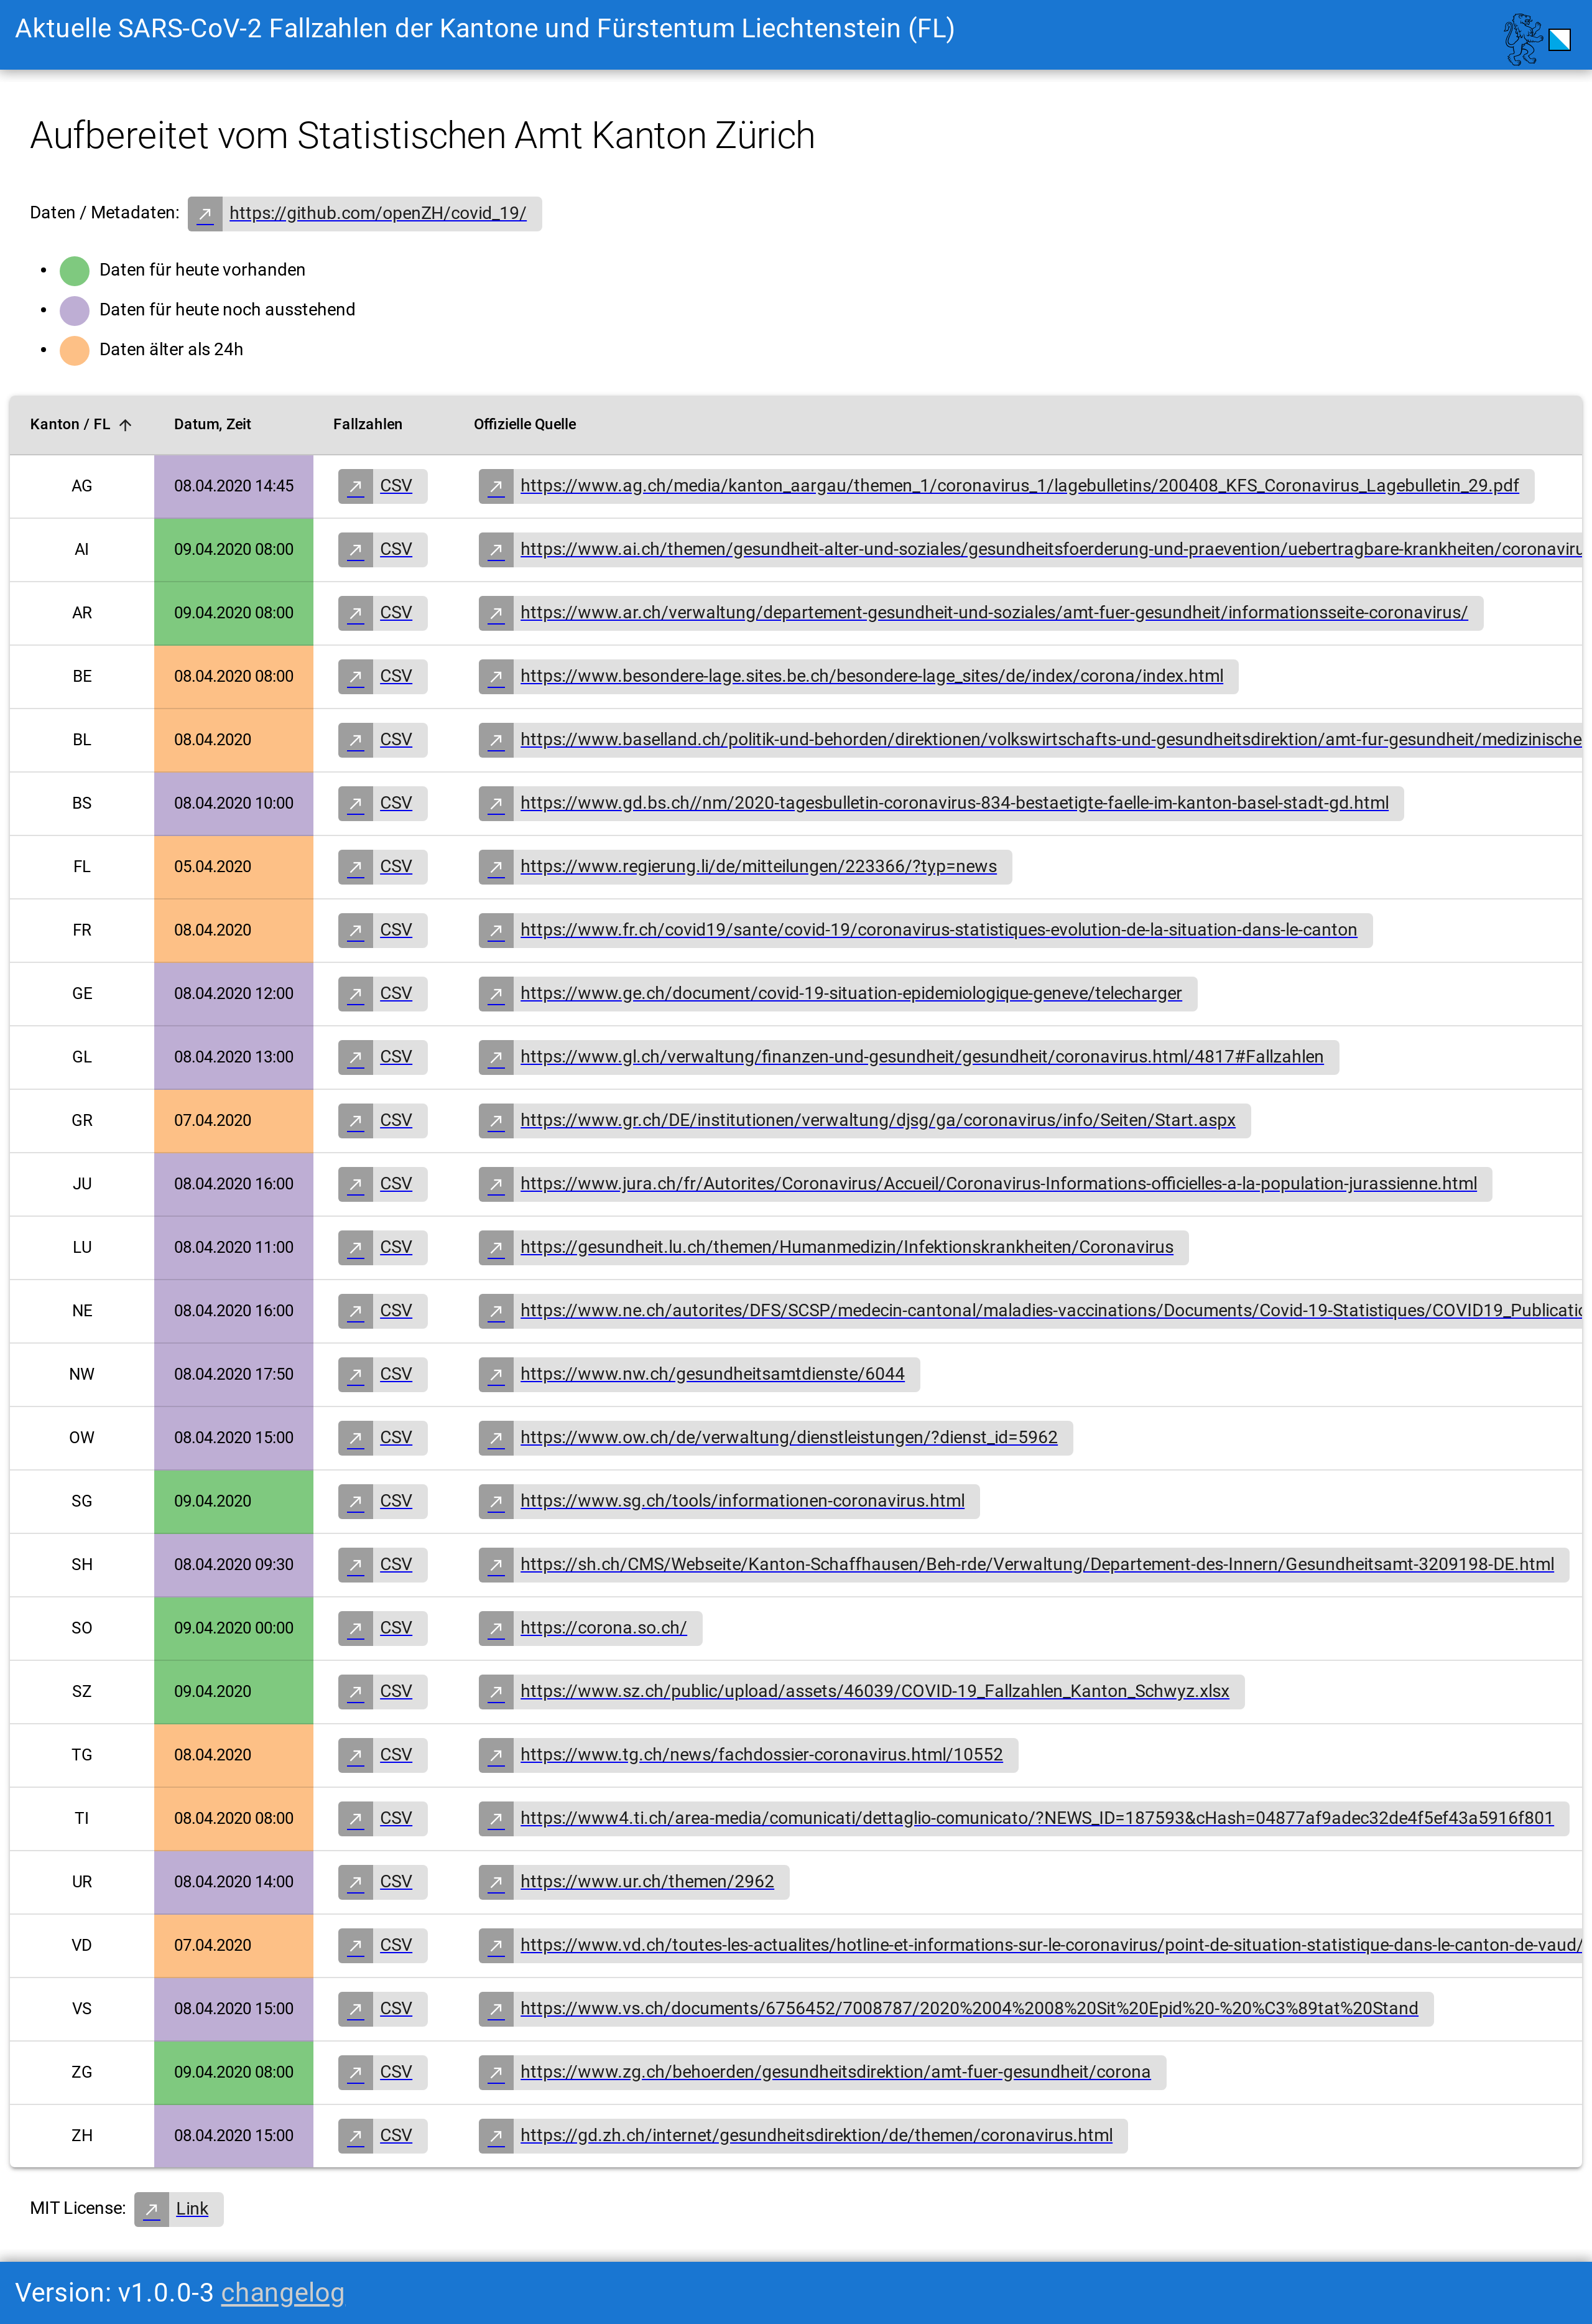 Aktuelle SARS-CoV-2 Fallzahlen der Kantone und Fürstentum Liechtenstein (FL)
Aufbereitet vom Statistischen Amt Kanton Zürich
Daten / Metadaten: https://github.com/openZH/covid_19/
Daten für heute vorhanden
Daten für heute noch ausstehend
Daten älter als 24h
Kanton / FL Datum, Zeit Fallzahlen Offizielle Quelle
AG 08.04.2020 14:45 CSV https://www.ag.ch/media/kanton_aargau/themen_1/coronavirus_1/lagebulletins/200408_KFS_Coronavirus_Lagebulletin_29.pdf
AI 09.04.2020 08:00 CSV https://www.ai.ch/themen/gesundheit-alter-und-soziales/gesundheitsfoerderung-und-praevention/uebertragbare-krankheiten/coronaviru
AR 09.04.2020 08:00 CSV https://www.ar.ch/verwaltung/departement-gesundheit-und-soziales/amt-fuer-gesundheit/informationsseite-coronavirus/
BE 08.04.2020 08:00 CSV https://www.besondere-lage.sites.be.ch/besondere-lage_sites/de/index/corona/index.html
BL 08.04.2020 CSV https://www.baselland.ch/politik-und-behorden/direktionen/volkswirtschafts-und-gesundheitsdirektion/amt-fur-gesundheit/medizinische
BS 08.04.2020 10:00 CSV https://www.gd.bs.ch//nm/2020-tagesbulletin-coronavirus-834-bestaetigte-faelle-im-kanton-basel-stadt-gd.html
FL 05.04.2020 CSV https://www.regierung.li/de/mitteilungen/223366/?typ=news
FR 08.04.2020 CSV https://www.fr.ch/covid19/sante/covid-19/coronavirus-statistiques-evolution-de-la-situation-dans-le-canton
GE 08.04.2020 12:00 CSV https://www.ge.ch/document/covid-19-situation-epidemiologique-geneve/telecharger
GL 08.04.2020 13:00 CSV https://www.gl.ch/verwaltung/finanzen-und-gesundheit/gesundheit/coronavirus.html/4817#Fallzahlen
GR 07.04.2020 CSV https://www.gr.ch/DE/institutionen/verwaltung/djsg/ga/coronavirus/info/Seiten/Start.aspx
JU 08.04.2020 16:00 CSV https://www.jura.ch/fr/Autorites/Coronavirus/Accueil/Coronavirus-Informations-officielles-a-la-population-jurassienne.html
LU 08.04.2020 11:00 CSV https://gesundheit.lu.ch/themen/Humanmedizin/Infektionskrankheiten/Coronavirus
NE 08.04.2020 16:00 CSV https://www.ne.ch/autorites/DFS/SCSP/medecin-cantonal/maladies-vaccinations/Documents/Covid-19-Statistiques/COVID19_Publicatio
NW 08.04.2020 17:50 CSV https://www.nw.ch/gesundheitsamtdienste/6044
OW 08.04.2020 15:00 CSV https://www.ow.ch/de/verwaltung/dienstleistungen/?dienst_id=5962
SG 09.04.2020 CSV https://www.sg.ch/tools/informationen-coronavirus.html
SH 08.04.2020 09:30 CSV https://sh.ch/CMS/Webseite/Kanton-Schaffhausen/Beh-rde/Verwaltung/Departement-des-Innern/Gesundheitsamt-3209198-DE.html
SO 09.04.2020 00:00 CSV https://corona.so.ch/
SZ 09.04.2020 CSV https://www.sz.ch/public/upload/assets/46039/COVID-19_Fallzahlen_Kanton_Schwyz.xlsx
TG 08.04.2020 CSV https://www.tg.ch/news/fachdossier-coronavirus.html/10552
TI 08.04.2020 08:00 CSV https://www4.ti.ch/area-media/comunicati/dettaglio-comunicato/?NEWS_ID=187593&cHash=04877af9adec32de4f5ef43a5916f801
UR 08.04.2020 14:00 CSV https://www.ur.ch/themen/2962
VD 07.04.2020 CSV https://www.vd.ch/toutes-les-actualites/hotline-et-informations-sur-le-coronavirus/point-de-situation-statistique-dans-le-canton-de-vaud/
VS 08.04.2020 15:00 CSV https://www.vs.ch/documents/6756452/7008787/2020%2004%2008%20Sit%20Epid%20-%20%C3%89tat%20Stand
ZG 09.04.2020 08:00 CSV https://www.zg.ch/behoerden/gesundheitsdirektion/amt-fuer-gesundheit/corona
ZH 08.04.2020 15:00 CSV https://gd.zh.ch/internet/gesundheitsdirektion/de/themen/coronavirus.html
MIT License: Link
Version: v1.0.0-3 changelog